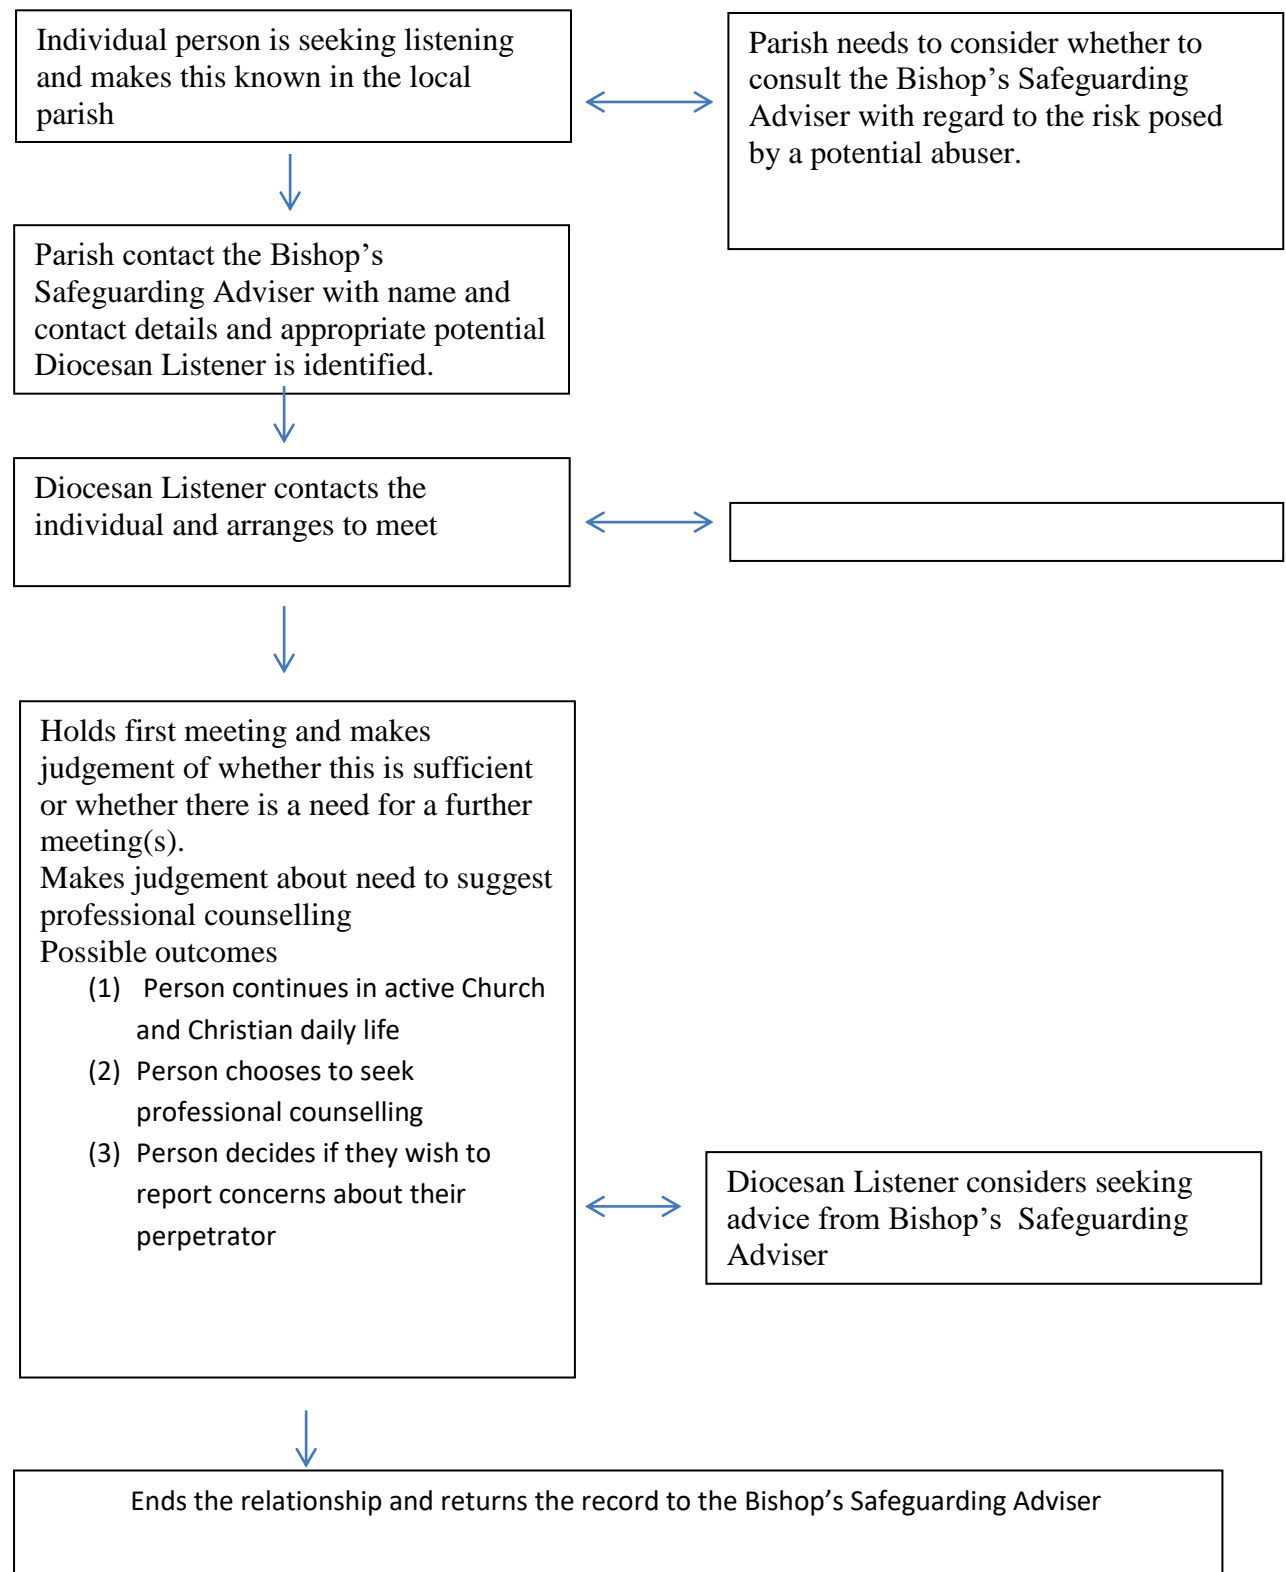 Individual person is seeking listening
and makes this known in the local
parish
Parish needs to consider whether to
consult the Bishop’s Safeguarding
Adviser with regard to the risk posed
by a potential abuser.
Parish contact the Bishop’s
Safeguarding Adviser with name and
contact details and appropriate potential
Diocesan Listener is identified.
Diocesan Listener contacts the
individual and arranges to meet
Holds first meeting and makes
judgement of whether this is sufficient
or whether there is a need for a further
meeting(s).
Makes judgement about need to suggest
professional counselling
Possible outcomes
(1) Person continues in active Church
and Christian daily life
(2) Person chooses to seek
professional counselling
(3) Person decides if they wish to
report concerns about their
perpetrator
Diocesan Listener considers seeking
advice from Bishop’s Safeguarding
Adviser
Ends the relationship and returns the record to the Bishop’s Safeguarding Adviser